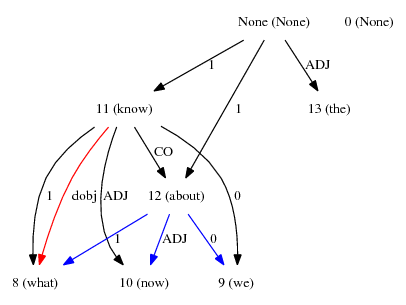 None (None) 0 (None)
1 ADJ
11 (know) 1 13 (the)
CO
1 dobj ADJ 12 (about) 0
1 ADJ 0
8 (what) 10 (now) 9 (we)